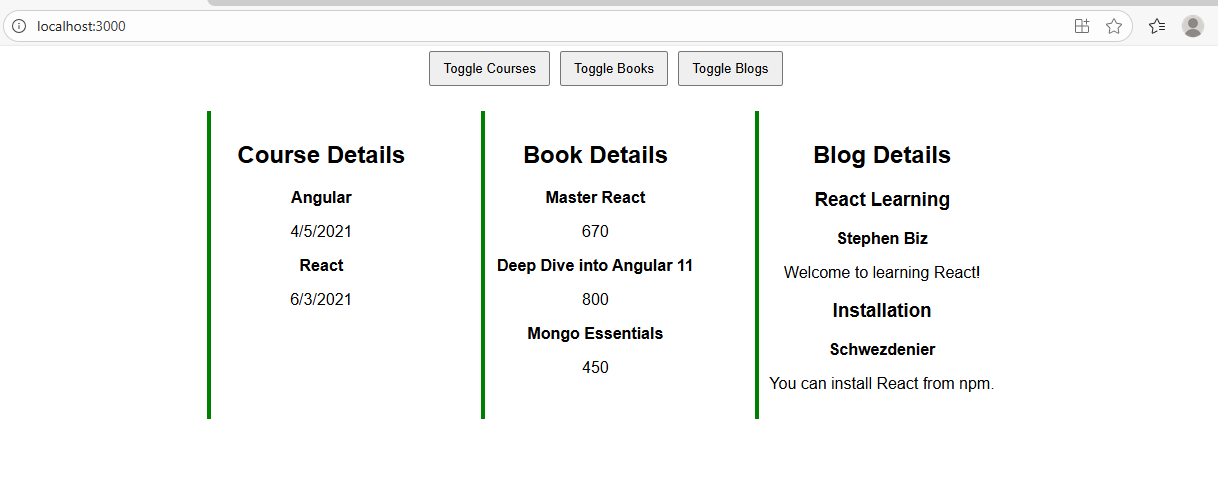 localhost:3000
Toggle Courses Toggle Books Toggle Blogs
Course Details
Angular
4/5/2021
React
6/3/2021
Book Details
Master React
670
Deep Dive into Angular 11
800
Mongo Essentials
450
Blog Details
React Learning
Stephen Biz
Welcome to learning React!
Installation
Schwezdenier
You can install React from npm.